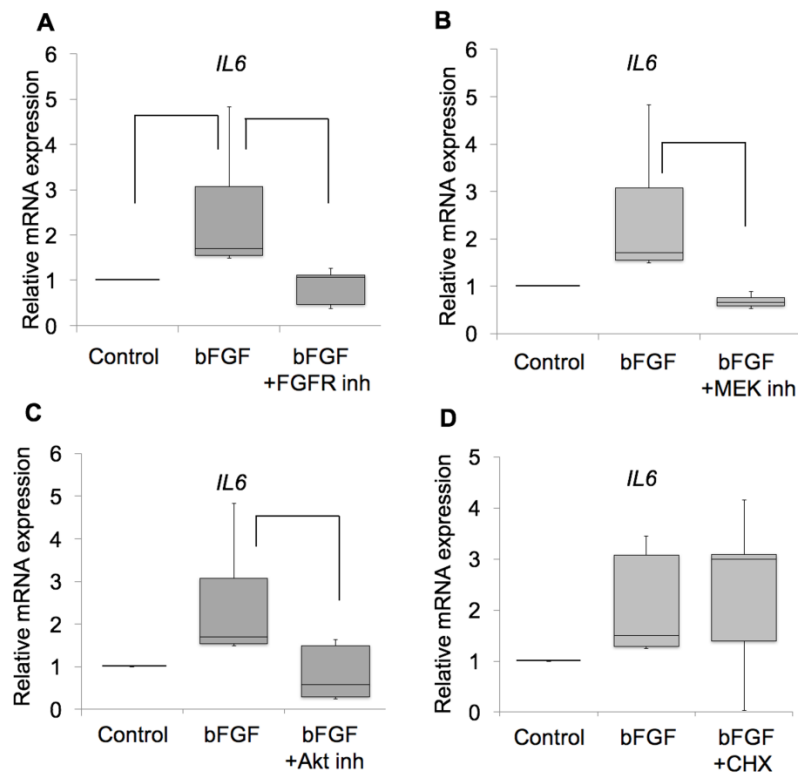 A
IL6
Relative mRNA expression
6
5
4
3
2
1
0
Control
bFGF
bFGF
+FGFR inh
B
IL6
Relative mRNA expression
6
5
4
3
2
1
0
Control
bFGF
bFGF
+MEK inh
C
IL6
Relative mRNA expression
6
5
4
3
2
1
0
Control
bFGF
bFGF
+Akt inh
D
IL6
Relative mRNA expression
5
4
3
2
1
0
Control
bFGF
bFGF
+CHX